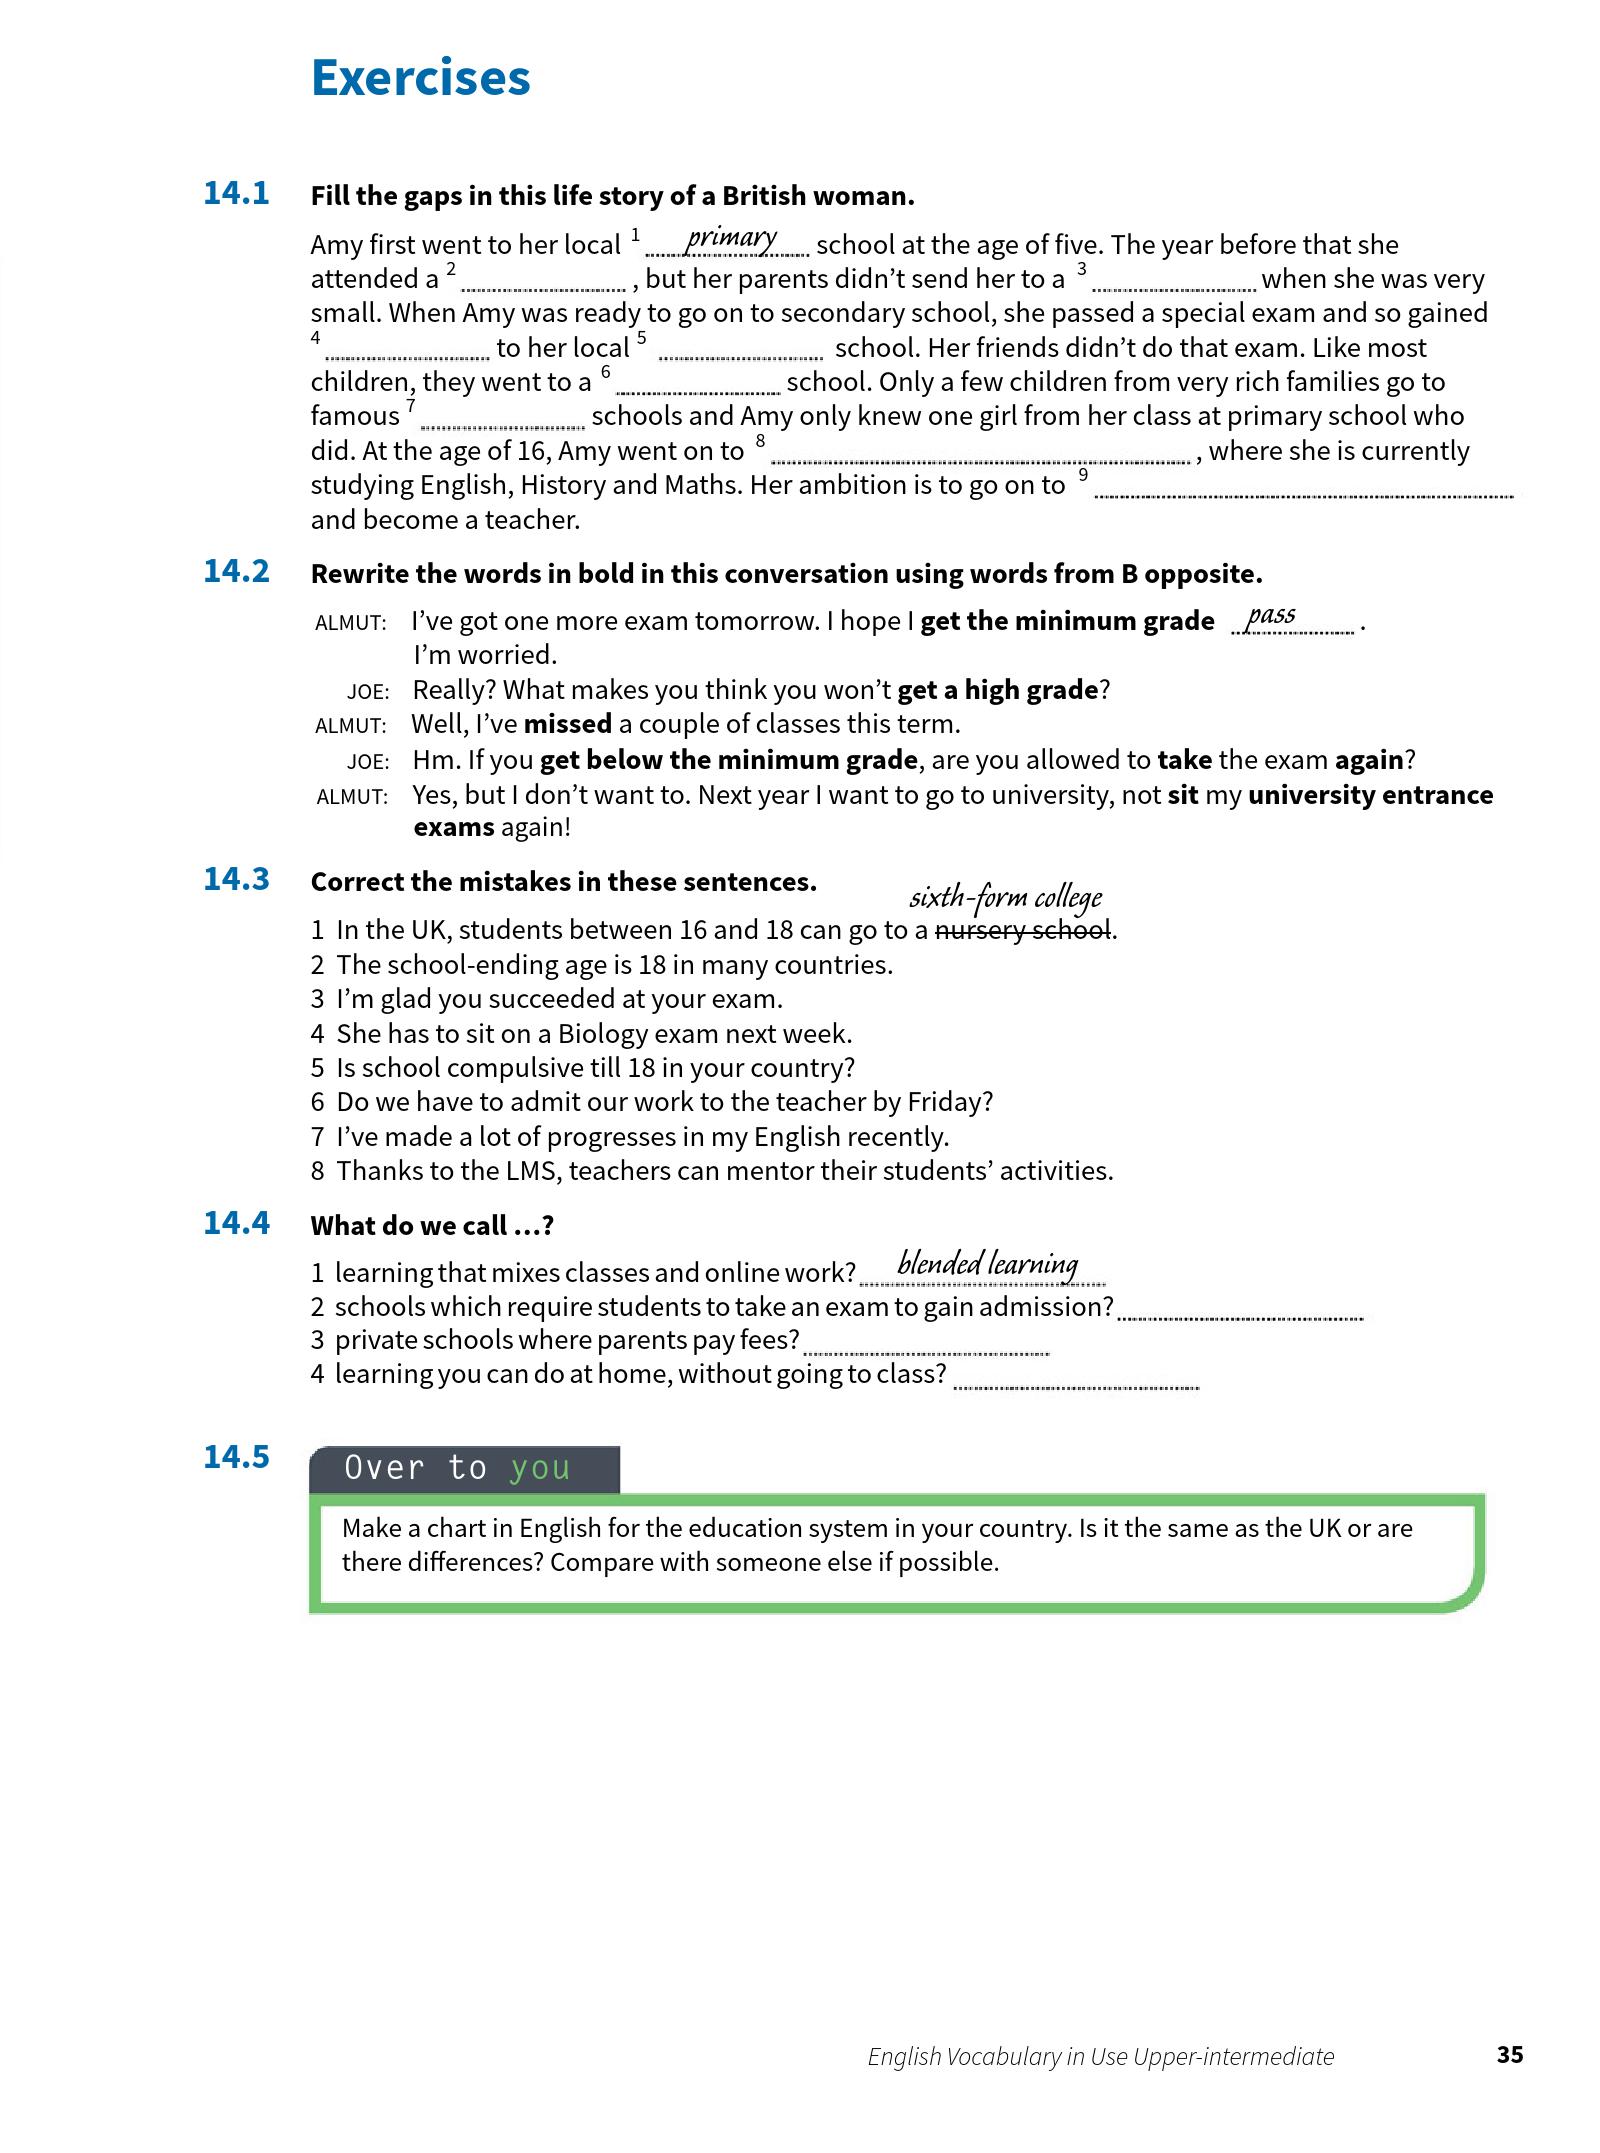 Exercises
14.1 Fill the gaps in this life story of a British woman.
Amy first went to her local 1 primary school at the age of five. The year before that she
attended a 2 , but her parents didn't send her to a 3 when she was very
small. When Amy was ready to go on to secondary school, she passed a special exam and so gained
4 to her local 5 school. Her friends didn't do that exam. Like most
children, they went to a 6 school. Only a few children from very rich families go to
famous 7 schools and Amy only knew one girl from her class at primary school who
did. At the age of 16, Amy went on to 8 , where she is currently
studying English, History and Maths. Her ambition is to go on to 9
and become a teacher.
14.2 Rewrite the words in bold in this conversation using words from B opposite.
ALMUT: I've got one more exam tomorrow. I hope I get the minimum grade pass .
I'm worried.
JOE: Really? What makes you think you won't get a high grade?
ALMUT: Well, I've missed a couple of classes this term.
JOE: Hm. If you get below the minimum grade, are you allowed to take the exam again?
ALMUT: Yes, but I don't want to. Next year I want to go to university, not sit my university entrance
exams again!
14.3 Correct the mistakes in these sentences.
sixth-form college
1 In the UK, students between 16 and 18 can go to a nursery school.
2 The school-ending age is 18 in many countries.
3 I'm glad you succeeded at your exam.
4 She has to sit on a Biology exam next week.
5 Is school compulsive till 18 in your country?
6 Do we have to admit our work to the teacher by Friday?
7 I've made a lot of progresses in my English recently.
8 Thanks to the LMS, teachers can mentor their students' activities.
14.4 What do we call ...?
1 learning that mixes classes and online work? blended learning
2 schools which require students to take an exam to gain admission?
3 private schools where parents pay fees?
4 learning you can do at home, without going to class?
14.5 Over to you
Make a chart in English for the education system in your country. Is it the same as the UK or are
there differences? Compare with someone else if possible.
English Vocabulary in Use Upper-intermediate 35